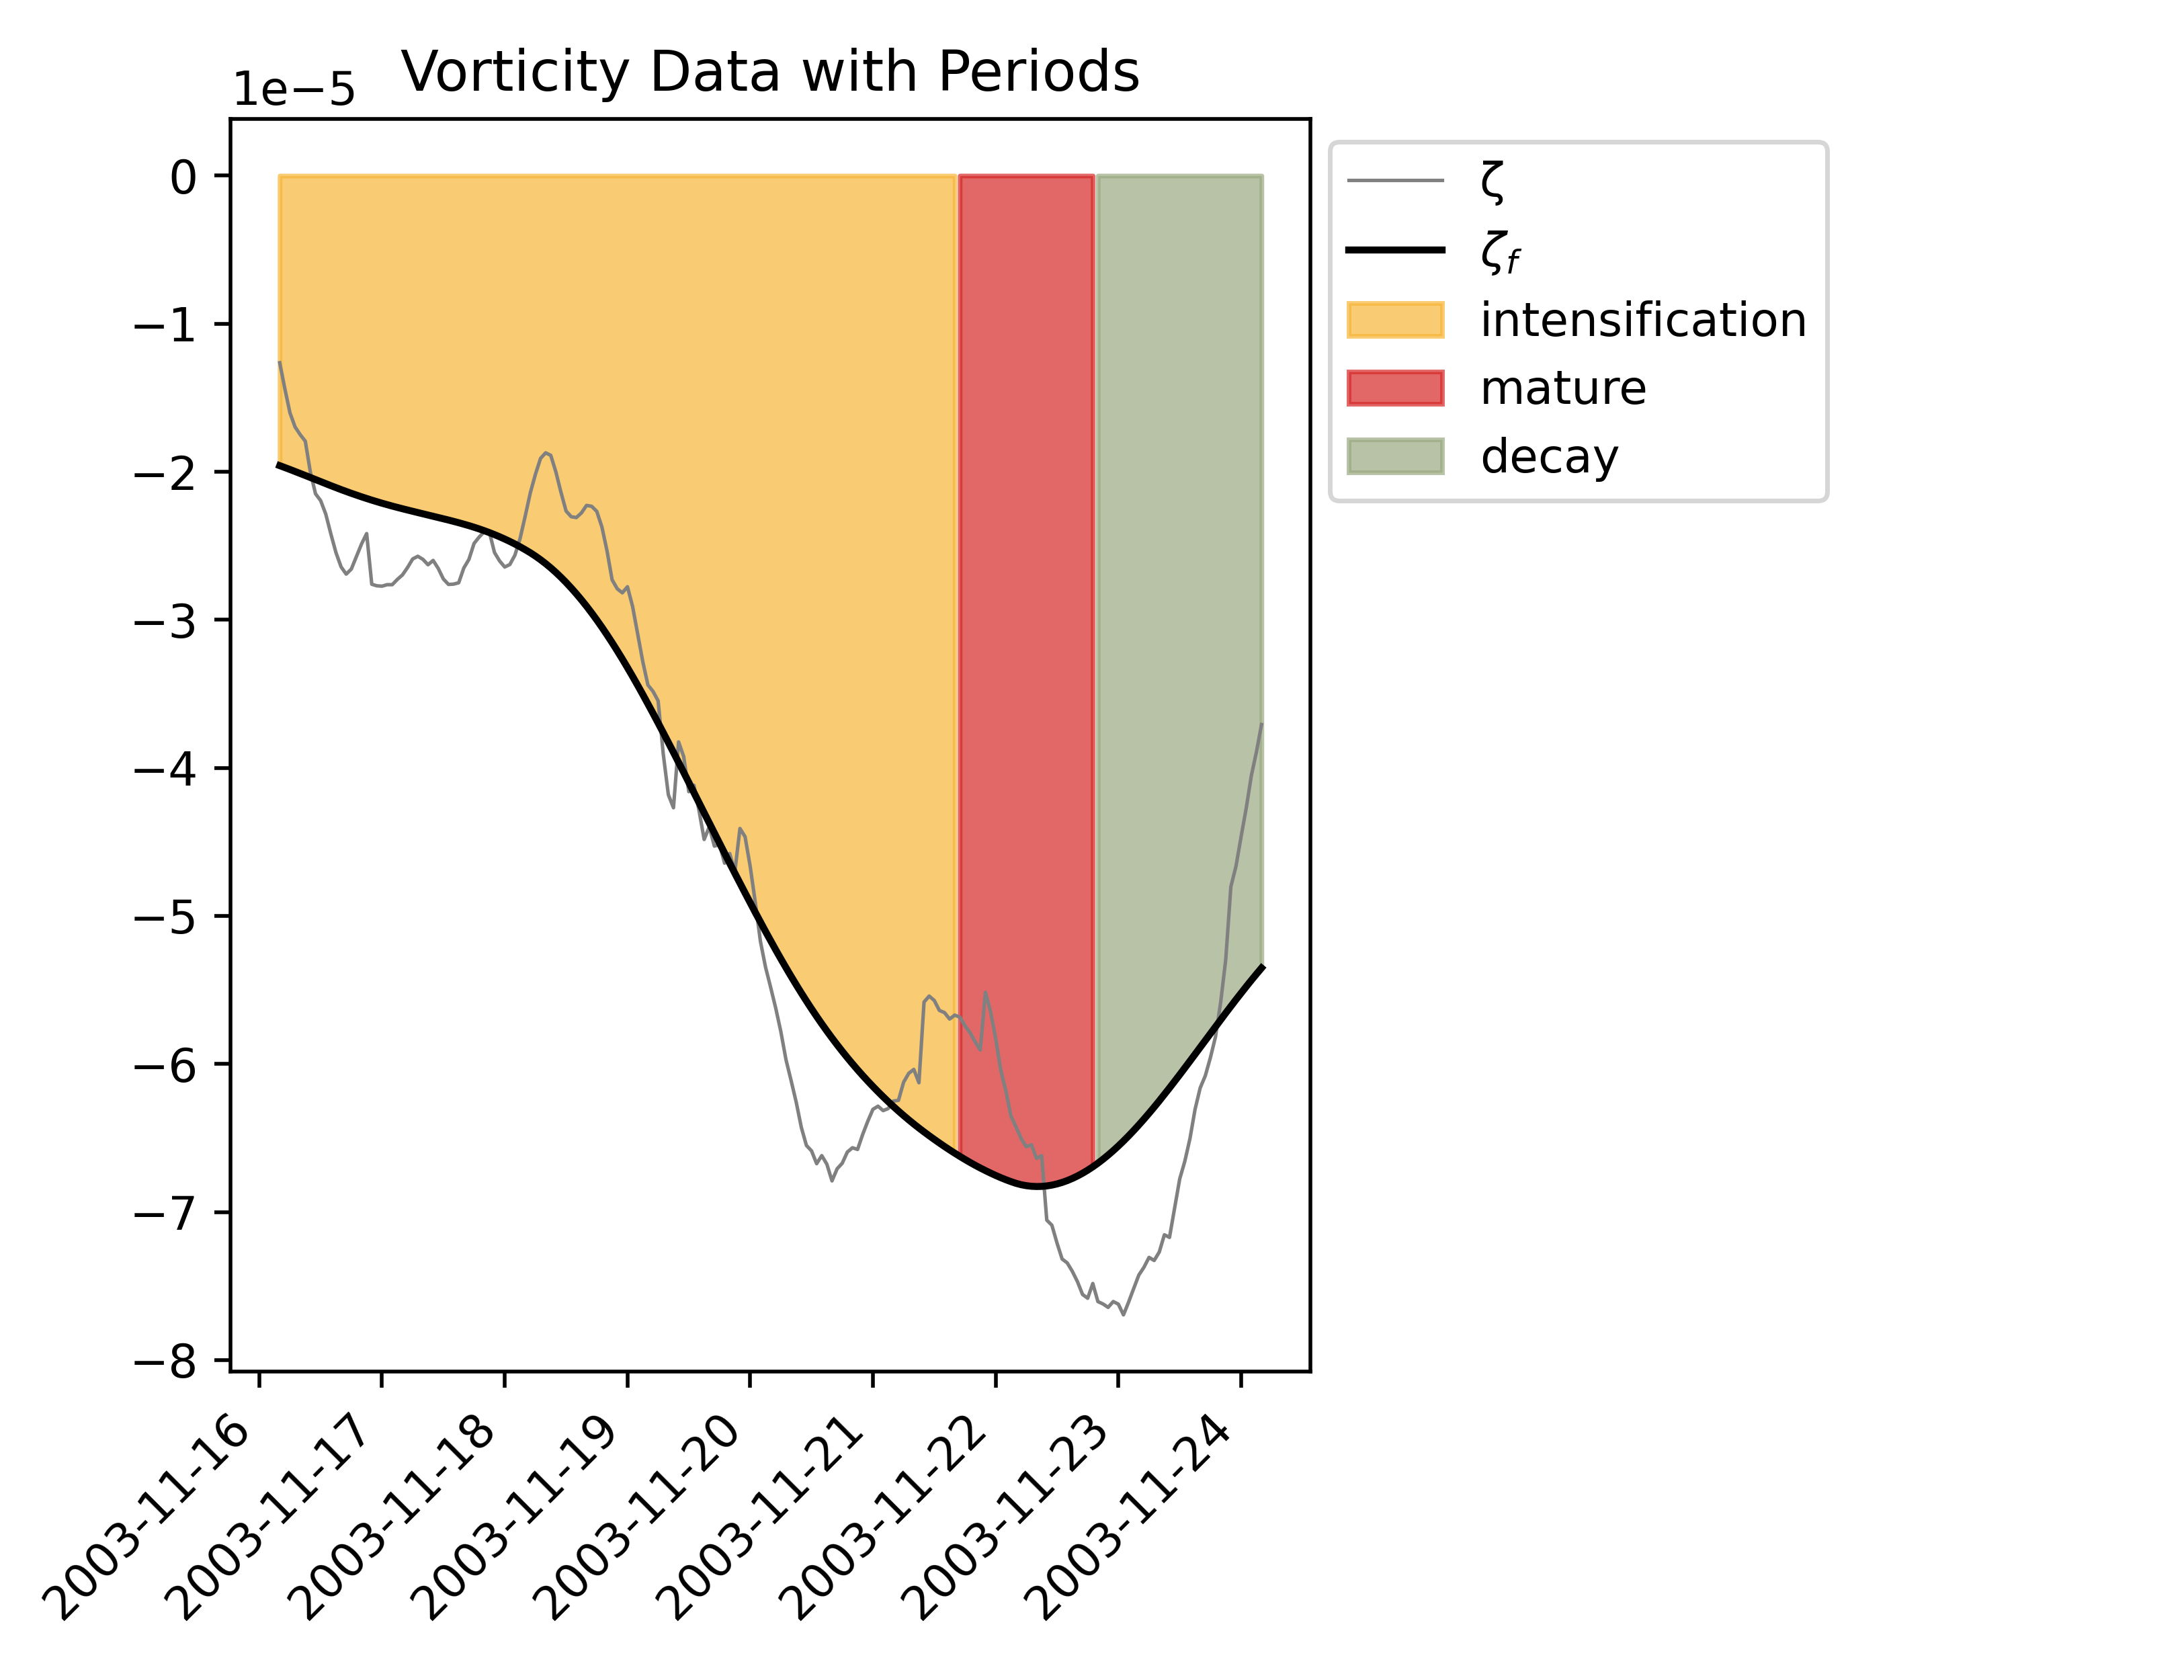 Vorticity Data with Periods
1e−5
0
−1
−2
−3
−4
−5
−6
−7
−8
2003-11-16
2003-11-17
2003-11-18
2003-11-19
2003-11-20
2003-11-21
2003-11-22
2003-11-23
2003-11-24
ζ
ζf
intensification
mature
decay